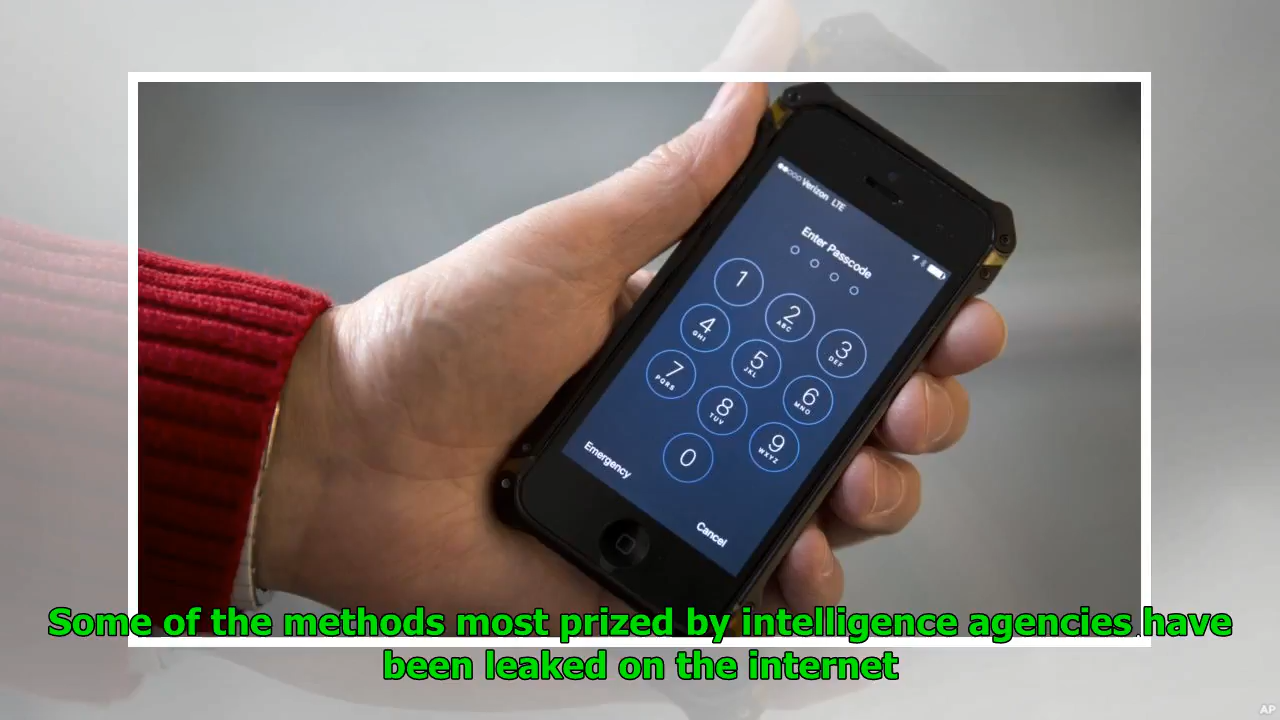 Verizon LTE
Enter Passcode
1
2
ABC
3
DEF
4
GHI
5
JKL
6
MNO
7
PQRS
8
TUV
9
WXYZ
0
Emergency
Cancel
Some of the methods most prized by intelligence agencies have
been leaked on the internet
AP